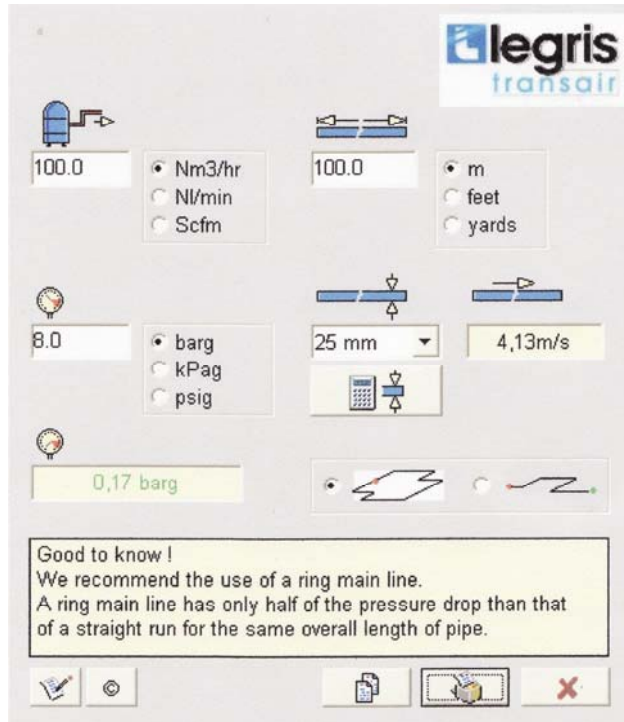 legris
transair
100.0
Nm3/hr
Nl/min
Scfm
100.0
m
feet
yards
8.0
barg
kPag
psig
25 mm
4,13m/s
0,17 barg
Good to know !
We recommend the use of a ring main line.
A ring main line has only half of the pressure drop than that
of a straight run for the same overall length of pipe.
©